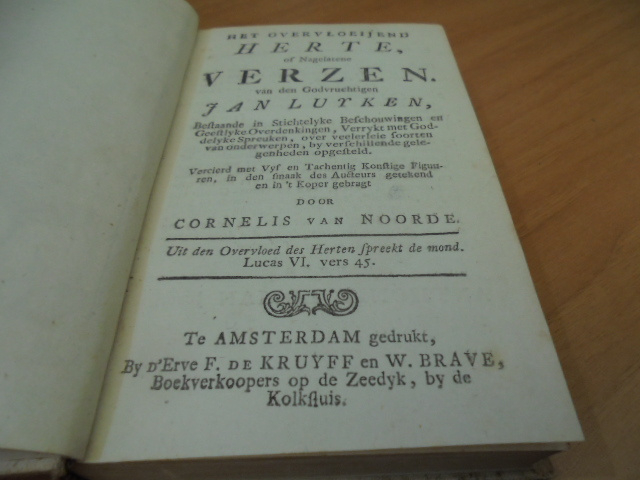 HET OVERVLOEIJEND
HERTE,
of Nagelatene
VERZEN.
van den Godvruchtigen
JAN LUYKEN,
Bestaande in Stichtelyke Beschouwingen en
Geestlyke Overdenkingen, Verrykt met God-
delyke Spreuken, over veelerleie soorten
van onderwerpen, by verschillende gele-
genheden opgesteld.
Vercierd met Vyf en Tachentig Konstige Figuu-
ren, in den smaak des Aucteurs getekend
en in 't Koper gebragt
DOOR
CORNELIS VAN NOORDE.
Uit den Overvloed des Herten spreekt de mond.
Lucas VI. vers 45.
Te AMSTERDAM gedrukt,
By D'Erve F. DE KRUYFF en W. BRAVE,
Boekverkoopers op de Zeedyk, by de
Kolksluis.